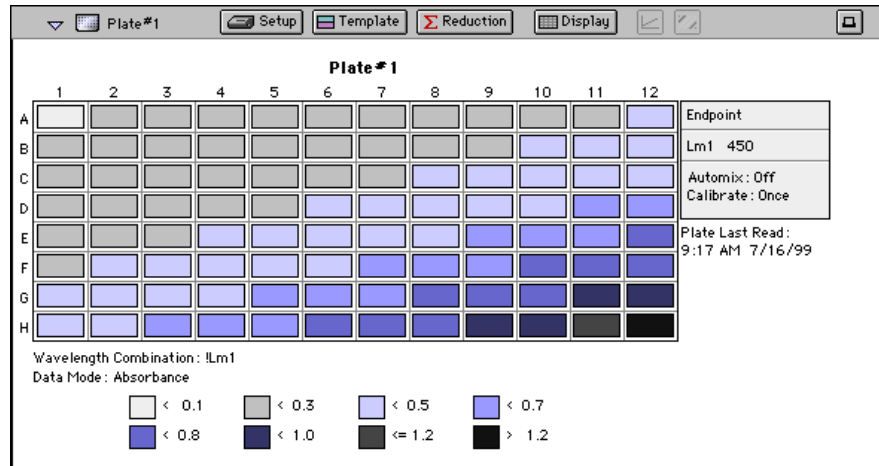 Plate#1 Setup Template Reduction Display
Plate#1
1 2 3 4 5 6 7 8 9 10 11 12
A Endpoint
B Lm1 450
C Automix: Off
Calibrate: Once
D
E Plate Last Read:
F 9:17 AM 7/16/99
G
H
Wavelength Combination: !Lm1
Data Mode: Absorbance
< 0.1 < 0.3 < 0.5 < 0.7
< 0.8 < 1.0 <= 1.2 > 1.2